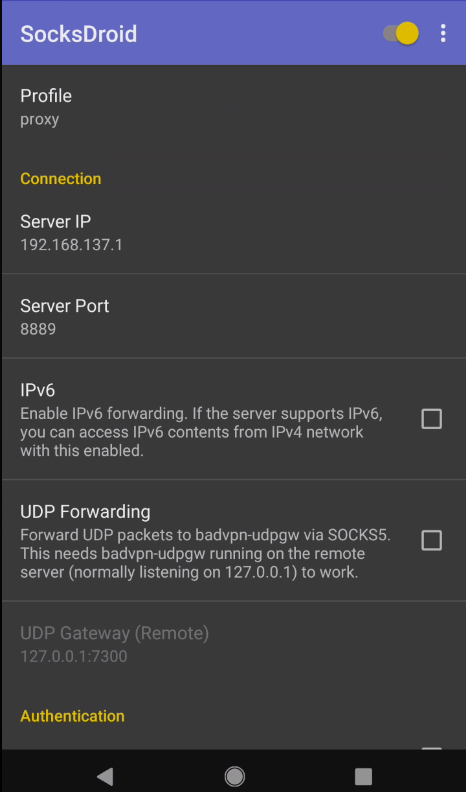 SocksDroid
Profile
proxy
Connection
Server IP
192.168.137.1
Server Port
8889
IPv6
Enable IPv6 forwarding. If the server supports IPv6,
you can access IPv6 contents from IPv4 network
with this enabled.
UDP Forwarding
Forward UDP packets to badvpn-udpgw via SOCKS5.
This needs badvpn-udpgw running on the remote
server (normally listening on 127.0.0.1) to work.
UDP Gateway (Remote)
127.0.0.1:7300
Authentication